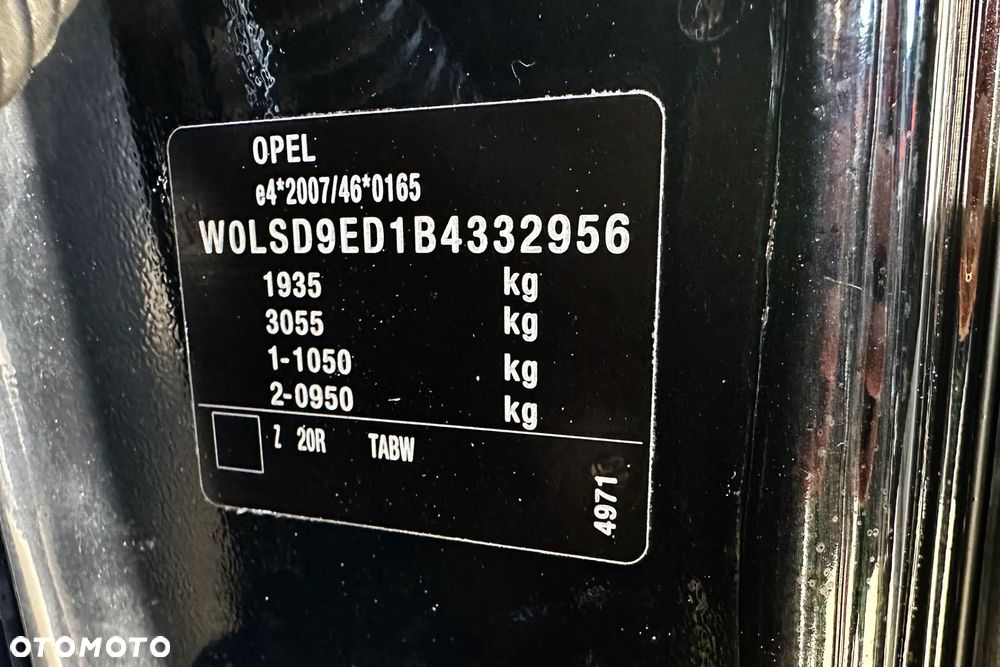 OPEL
e4*2007/46*0165
W0LSD9ED1B4332956
1935 kg
3055 kg
1-1050 kg
2-0950 kg
Z 20R TABW
OTOMOTO